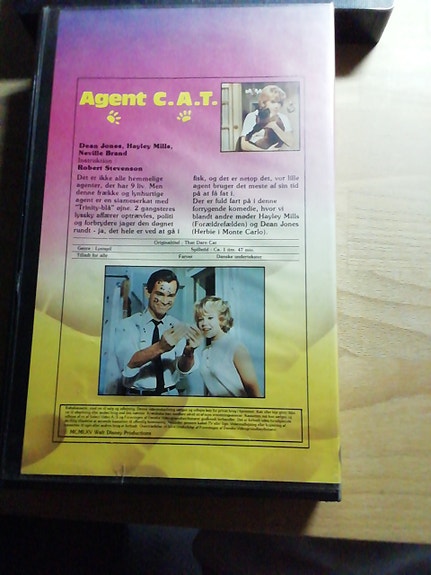 Agent C.A.T.
Dean Jones, Hayley Mills,
Neville Brand
Instruktion :
Robert Stevenson
Det er ikke alle hemmelige
agenter, der har 9 liv. Men
denne frække og lynhurtige
agent er en siameserkat med
"Trinity-blå" øjne. 2 gangsteres
lyssky affærer optrævles, politi
og forbrydere jager den døgnet
rundt - ja, det hele er ved at gå i
fisk, og det er netop det, vor lille
agent bruger det meste af sin tid
på at få fat i.
Der er fuld fart på i denne
forrygende komedie, hvor vi
blandt andre møder Hayley Mills
(Forældrefælden) og Dean Jones
(Herbie i Monte Carlo).
Originaltitel : That Darn Cat
Genre : Lystspil
Spilletid : Ca. 1 time 47 min.
Tilladt for alle
Farver
Danske undertekster
MCMLXV Walt Disney Productions